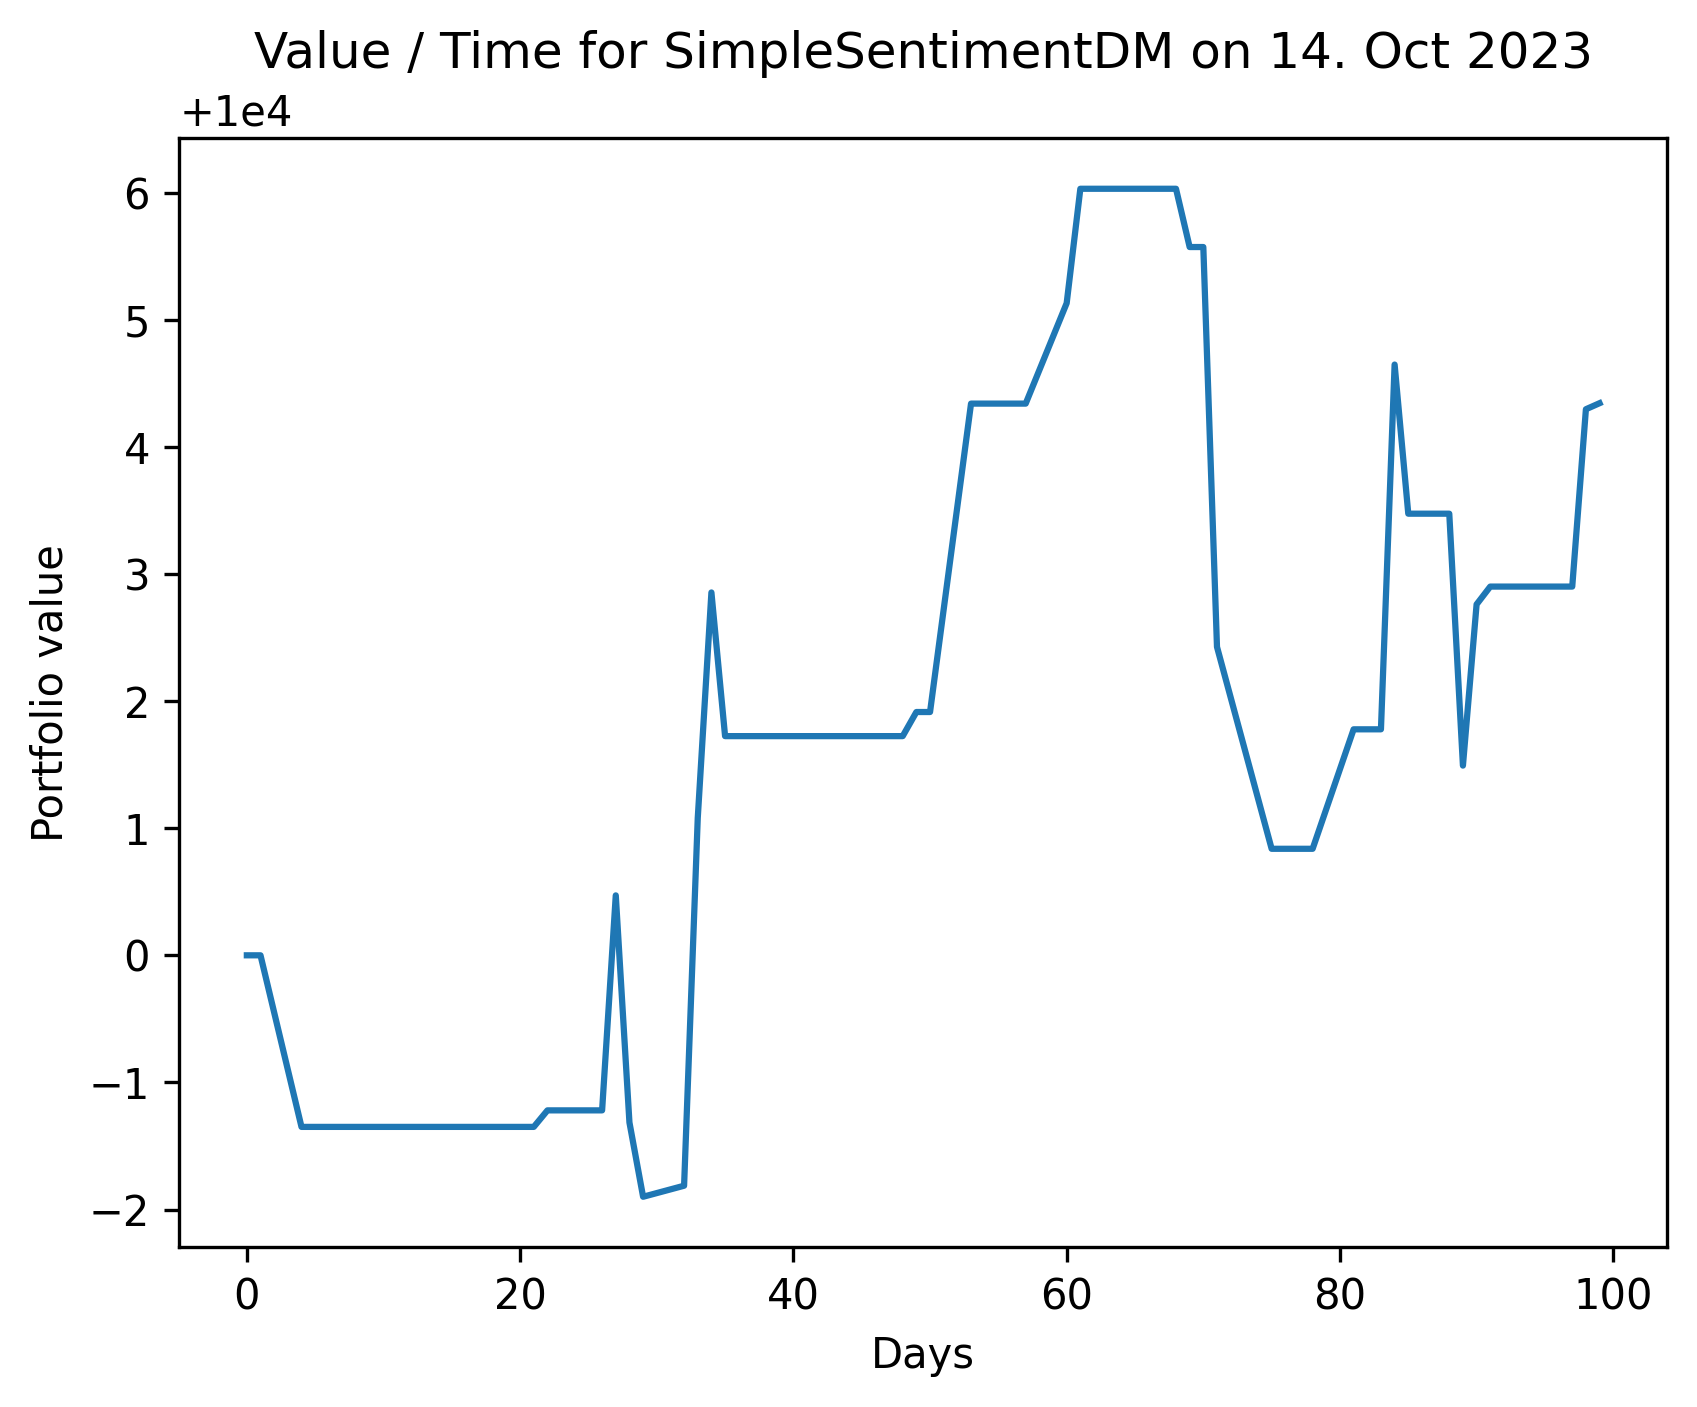 Value / Time for SimpleSentimentDM on 14. Oct 2023
+1e4
6
5
4
3
2
1
0
−1
−2
Portfolio value
0 20 40 60 80 100
Days